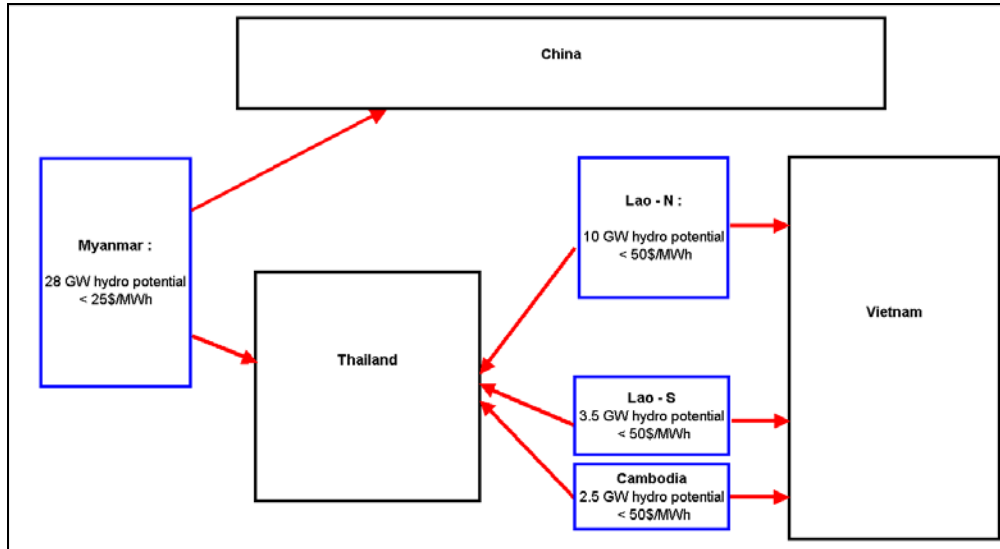 China
Myanmar :
28 GW hydro potential
< 25$/MWh
Thailand
Lao - N :
10 GW hydro potential
< 50$/MWh
Lao - S
3.5 GW hydro potential
< 50$/MWh
Cambodia
2.5 GW hydro potential
< 50$/MWh
Vietnam